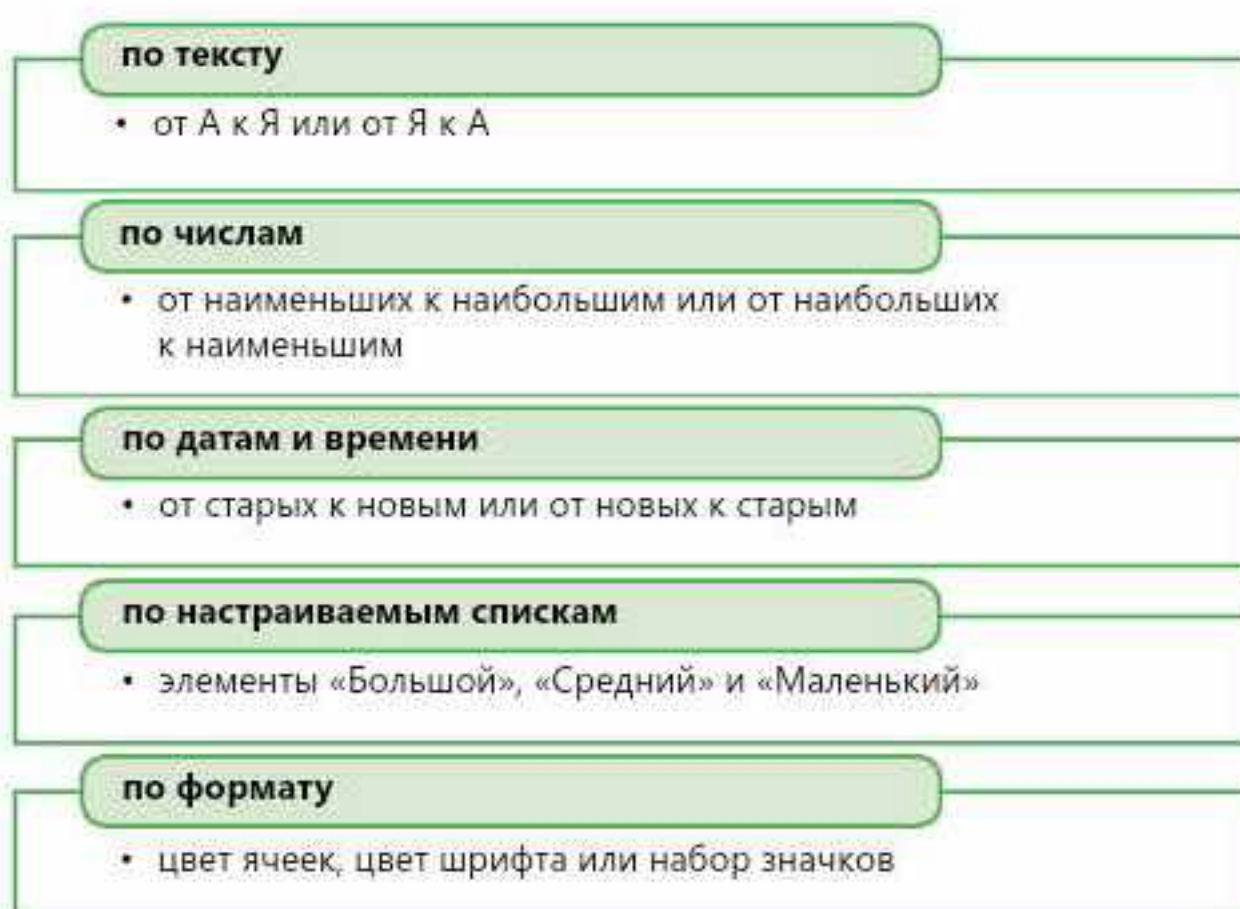 по тексту
• от А к Я или от Я к А
по числам
• от наименьших к наибольшим или от наибольших
к наименьшим
по датам и времени
• от старых к новым или от новых к старым
по настраиваемым спискам
• элементы «Большой», «Средний» и «Маленький»
по формату
• цвет ячеек, цвет шрифта или набор значков